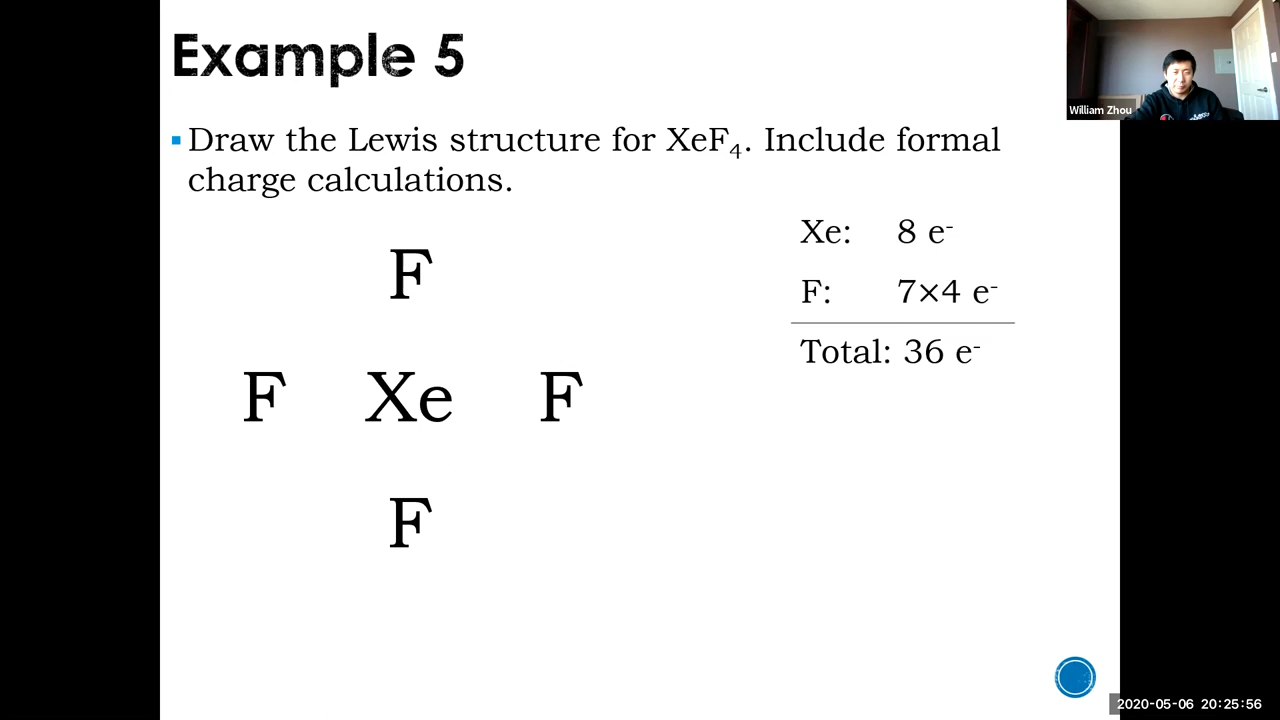 Example 5
Draw the Lewis structure for XeF₄. Include formal
charge calculations.
Xe: 8 e⁻
F: 7×4 e⁻
Total: 36 e⁻
F
F Xe F
F
William Zhou
2020-05-06 20:25:56